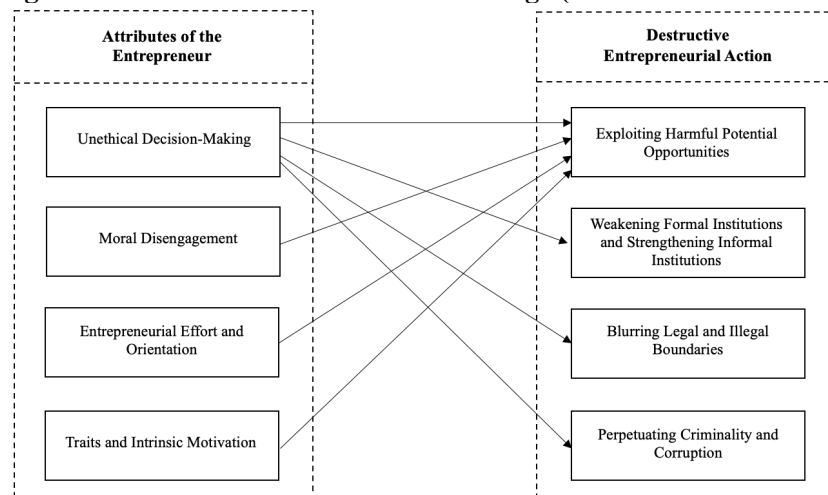 Attributes of the
Entrepreneur
Destructive
Entrepreneurial Action
Unethical Decision-Making
Exploiting Harmful Potential
Opportunities
Moral Disengagement
Weakening Formal Institutions
and Strengthening Informal
Institutions
Entrepreneurial Effort and
Orientation
Blurring Legal and Illegal
Boundaries
Traits and Intrinsic Motivation
Perpetuating Criminality and
Corruption